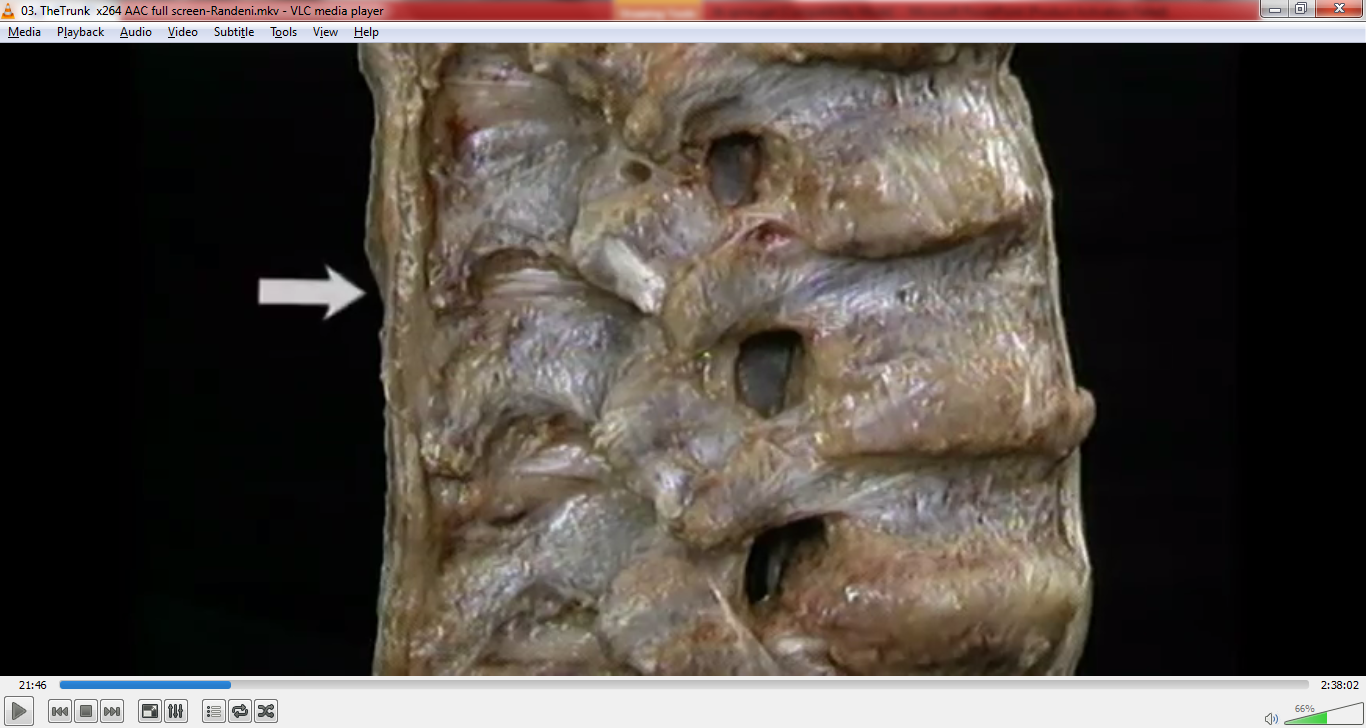 03. TheTrunk x264 AAC full screen-Randeni.mkv - VLC media player
Media Playback Audio Video Subtitle Tools View Help
21:46 2:38:02
66%